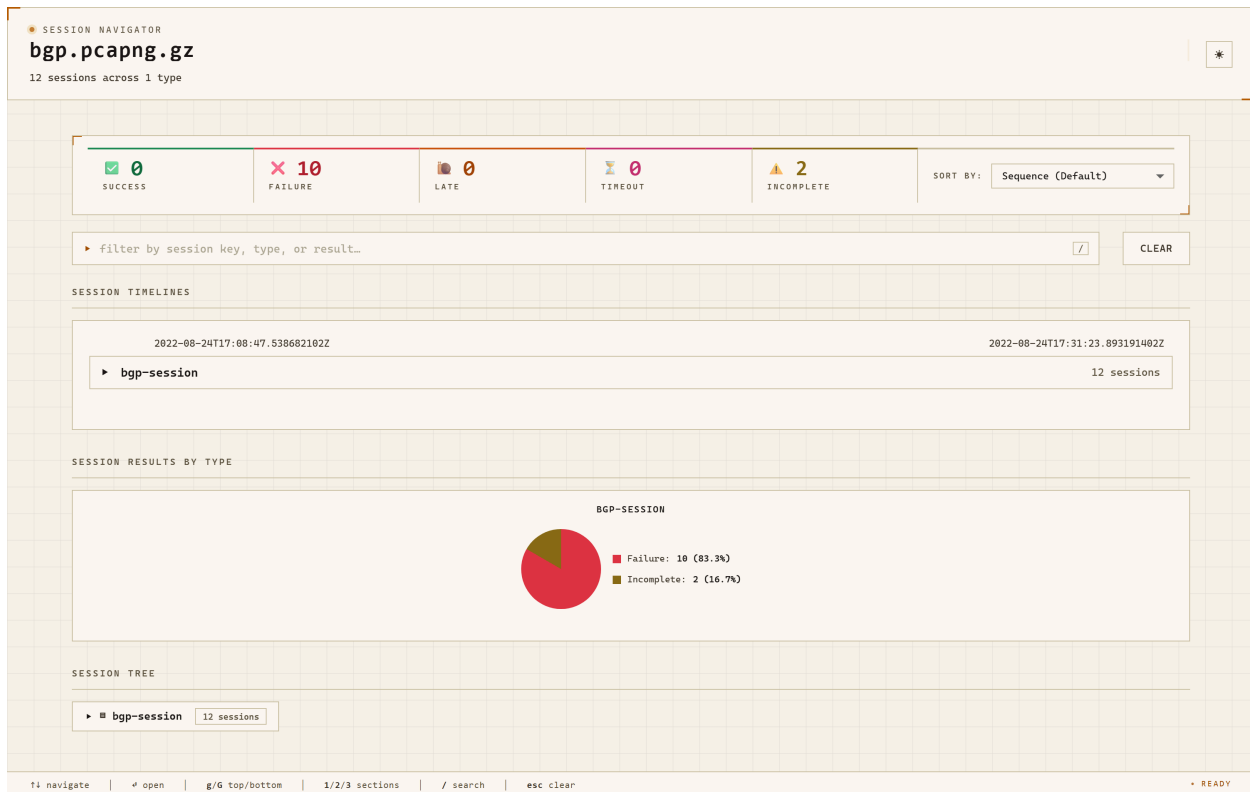 SESSION NAVIGATOR
bgp.pcapng.gz
12 sessions across 1 type
0
SUCCESS
10
FAILURE
0
LATE
0
TIMEOUT
2
INCOMPLETE
SORT BY:
Sequence (Default)
filter by session key, type, or result…
/
CLEAR
SESSION TIMELINES
2022-08-24T17:08:47.538682102Z
2022-08-24T17:31:23.893191402Z
bgp-session
12 sessions
SESSION RESULTS BY TYPE
BGP-SESSION
Failure: 10 (83.3%)
Incomplete: 2 (16.7%)
SESSION TREE
bgp-session
12 sessions
↑↓ navigate
⏎ open
g/G top/bottom
1/2/3 sections
/ search
esc clear
• READY